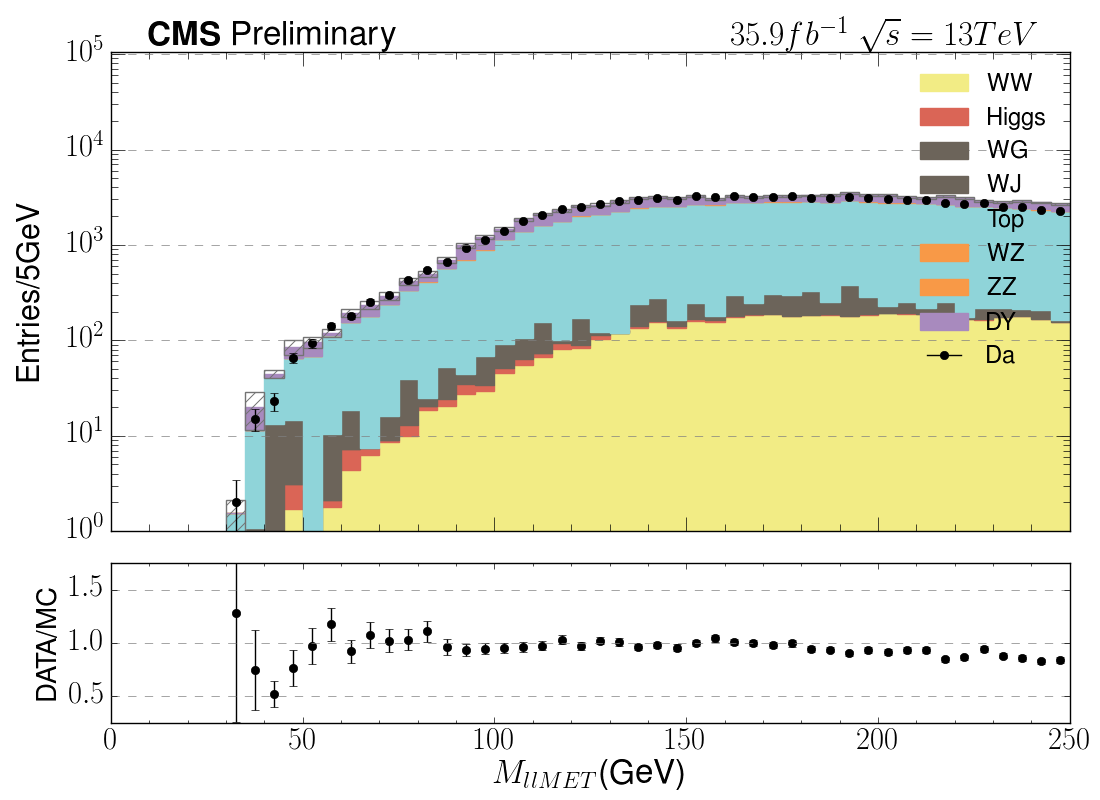 CMS Preliminary 35.9fb⁻¹ √s = 13TeV
10⁵
10⁴
10³
10²
10¹
10⁰
Entries/5GeV
WW
Higgs
WG
WJ
Top
WZ
ZZ
DY
Da
1.5
1.0
0.5
DATA/MC
0 50 100 150 200 250
M_{llMET}(GeV)